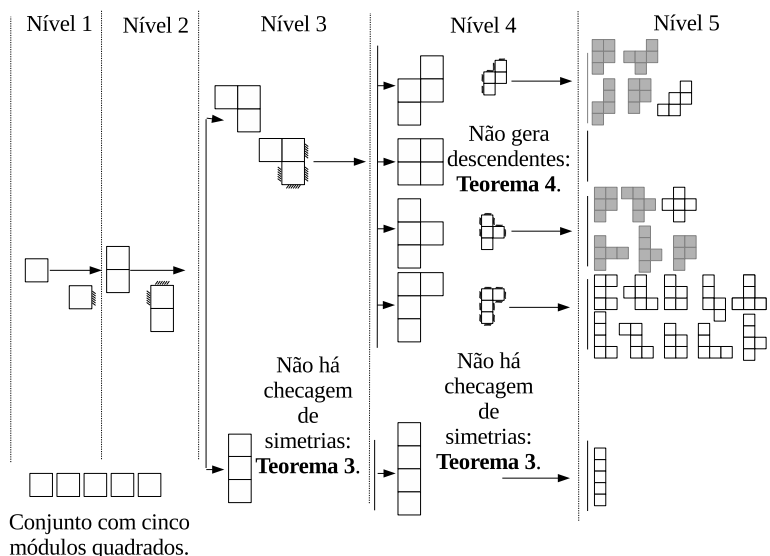 Nível 1
Nível 2
Nível 3
Nível 4
Nível 5
Não gera
descendentes:
Teorema 4.
Não há
checagem
de
simetrias:
Teorema 3.
Não há
checagem
de
simetrias:
Teorema 3.
Conjunto com cinco
módulos quadrados.